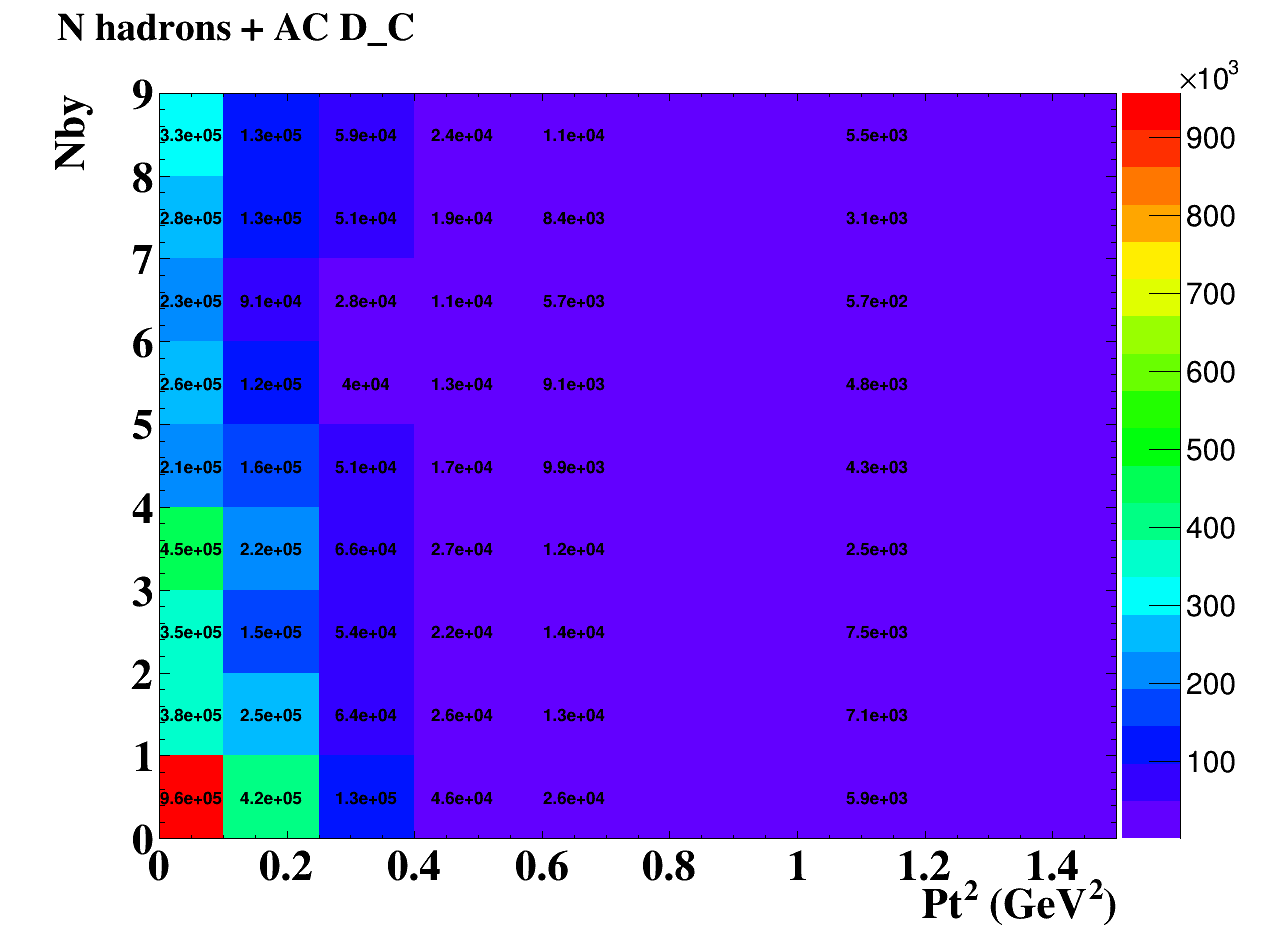 N hadrons + AC D_C
×10³
Nby
9
8
7
6
5
4
3
2
1
0
3.3e+05 1.3e+05 5.9e+04 2.4e+04 1.1e+04 5.5e+03
2.8e+05 1.3e+05 5.1e+04 1.9e+04 8.4e+03 3.1e+03
2.3e+05 9.1e+04 2.8e+04 1.1e+04 5.7e+03 5.7e+02
2.6e+05 1.2e+05 4e+04 1.3e+04 9.1e+03 4.8e+03
2.1e+05 1.6e+05 5.1e+04 1.7e+04 9.9e+03 4.3e+03
4.5e+05 2.2e+05 6.6e+04 2.7e+04 1.2e+04 2.5e+03
3.5e+05 1.5e+05 5.4e+04 2.2e+04 1.4e+04 7.5e+03
3.8e+05 2.5e+05 6.4e+04 2.6e+04 1.3e+04 7.1e+03
9.6e+05 4.2e+05 1.3e+05 4.6e+04 2.6e+04 5.9e+03
900
800
700
600
500
400
300
200
100
0 0.2 0.4 0.6 0.8 1 1.2 1.4
Pt² (GeV²)